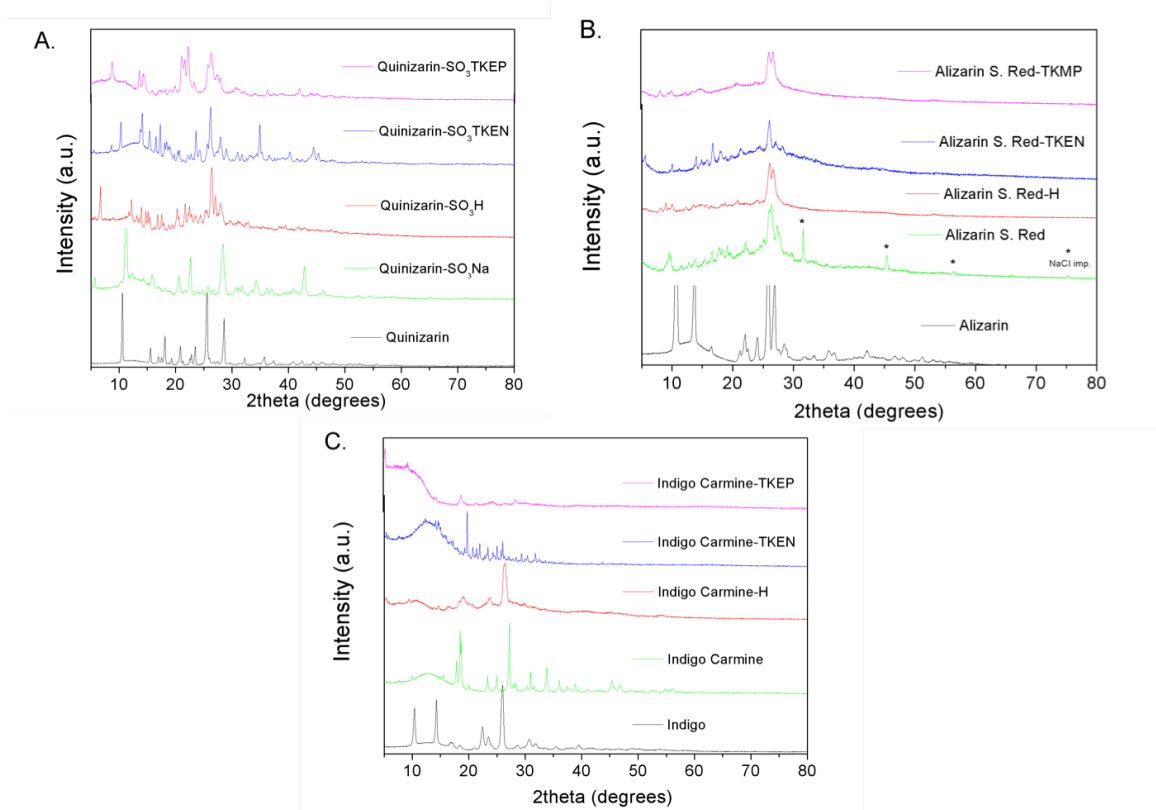 A.
Intensity (a.u.)
Quinizarin-SO₃TKEP
Quinizarin-SO₃TKEN
Quinizarin-SO₃H
Quinizarin-SO₃Na
Quinizarin
10 20 30 40 50 60 70 80
2theta (degrees)
B.
Intensity (a.u.)
Alizarin S. Red-TKMP
Alizarin S. Red-TKEN
Alizarin S. Red-H
Alizarin S. Red
* * * *
NaCl imp.
Alizarin
10 20 30 40 50 60 70 80
2theta (degrees)
C.
Intensity (a.u.)
Indigo Carmine-TKEP
Indigo Carmine-TKEN
Indigo Carmine-H
Indigo Carmine
Indigo
10 20 30 40 50 60 70 80
2theta (degrees)